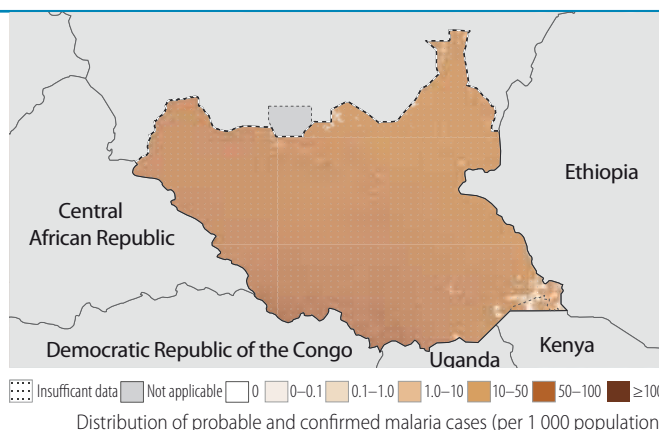 Ethiopia
Central
African Republic
Democratic Republic of the Congo
Uganda
Kenya
Insufficant data Not applicable 0 0–0.1 0.1–1.0 1.0–10 10–50 50–100 ≥100
Distribution of probable and confirmed malaria cases (per 1 000 population